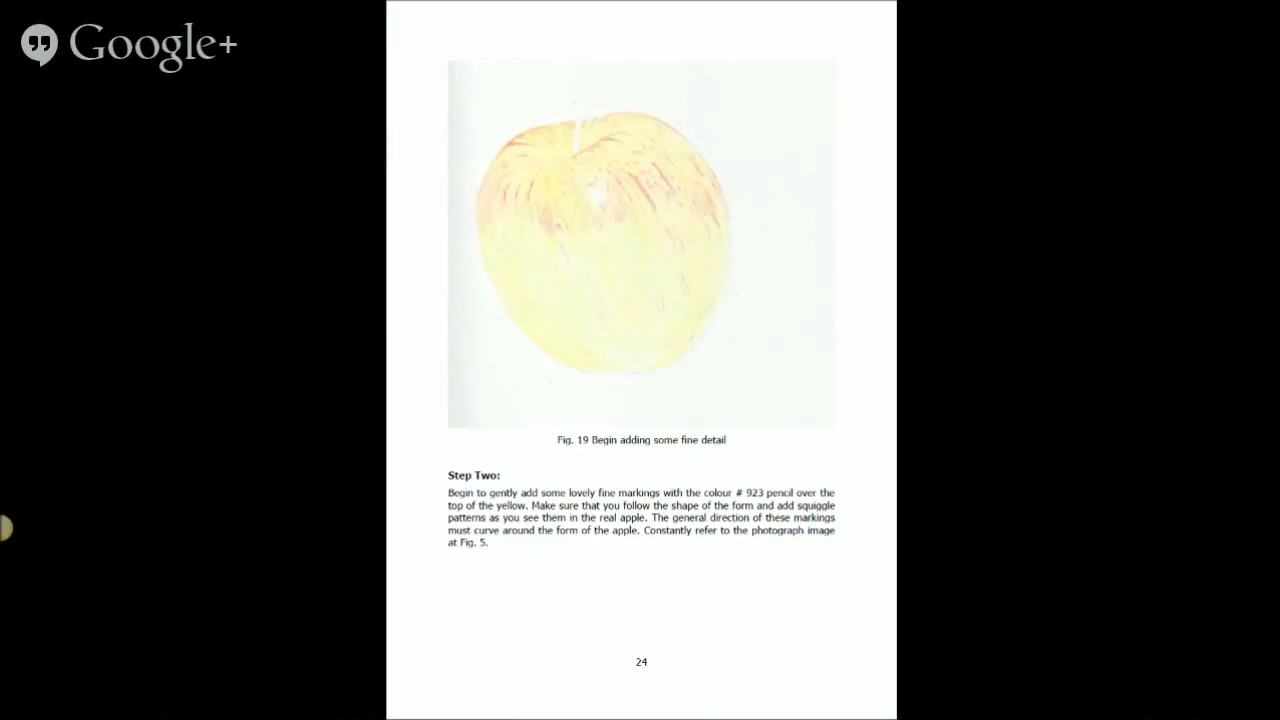 Google+
Fig. 19 Begin adding some fine detail
Step Two:
Begin to gently add some lovely fine markings with the colour # 923 pencil over the
top of the yellow. Make sure that you follow the shape of the form and add squiggle
patterns as you see them in the real apple. The general direction of these markings
must curve around the form of the apple. Constantly refer to the photograph image
at Fig. 5.
24